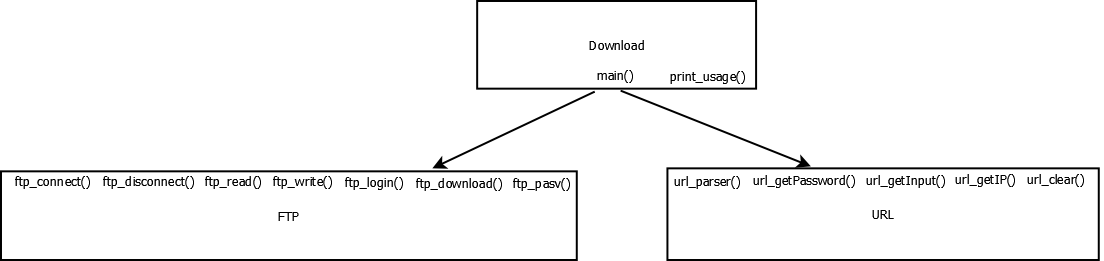 Download
main() print_usage()
ftp_connect() ftp_disconnect() ftp_read() ftp_write() ftp_login() ftp_download() ftp_pasv()
FTP
url_parser() url_getPassword() url_getInput() url_getIP() url_clear()
URL